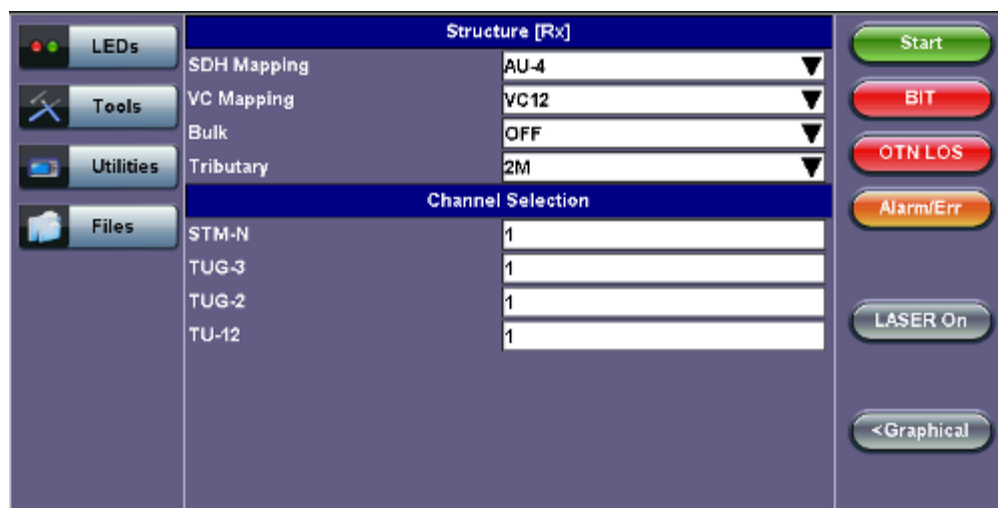 LEDs
Tools
Utilities
Files
Structure [Rx]
SDH Mapping AU-4
VC Mapping VC12
Bulk OFF
Tributary 2M
Channel Selection
STM-N 1
TUG-3 1
TUG-2 1
TU-12 1
Start
BIT
OTN LOS
Alarm/Err
LASER On
<Graphical